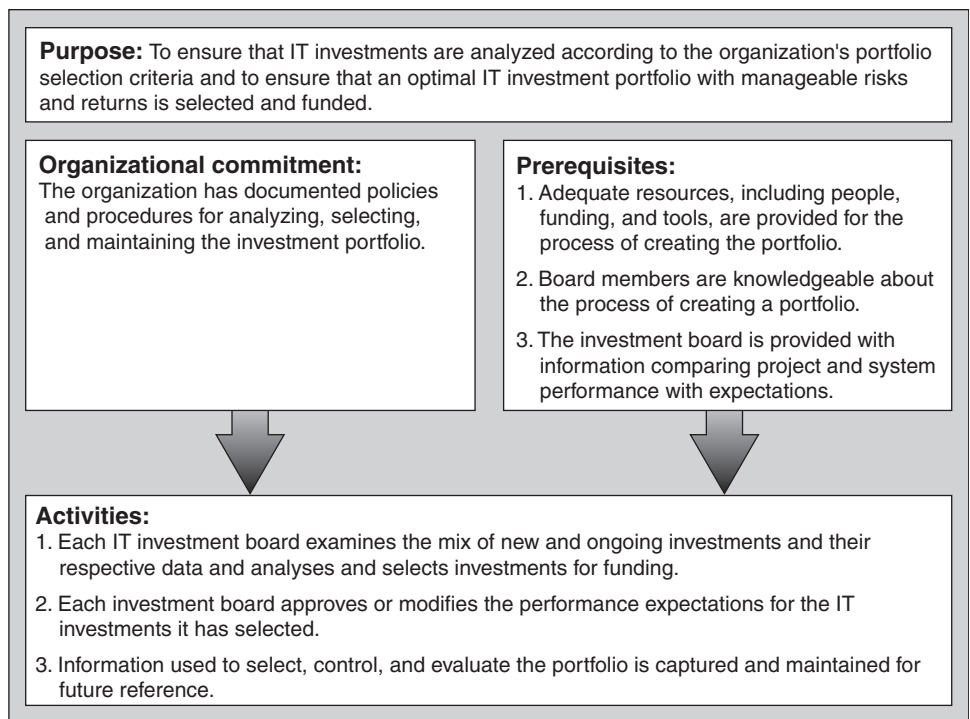 Purpose: To ensure that IT investments are analyzed according to the organization's portfolio
selection criteria and to ensure that an optimal IT investment portfolio with manageable risks
and returns is selected and funded.
Organizational commitment:
The organization has documented policies
and procedures for analyzing, selecting,
and maintaining the investment portfolio.
Prerequisites:
1. Adequate resources, including people,
funding, and tools, are provided for the
process of creating the portfolio.
2. Board members are knowledgeable about
the process of creating a portfolio.
3. The investment board is provided with
information comparing project and system
performance with expectations.
Activities:
1. Each IT investment board examines the mix of new and ongoing investments and their
respective data and analyses and selects investments for funding.
2. Each investment board approves or modifies the performance expectations for the IT
investments it has selected.
3. Information used to select, control, and evaluate the portfolio is captured and maintained for
future reference.